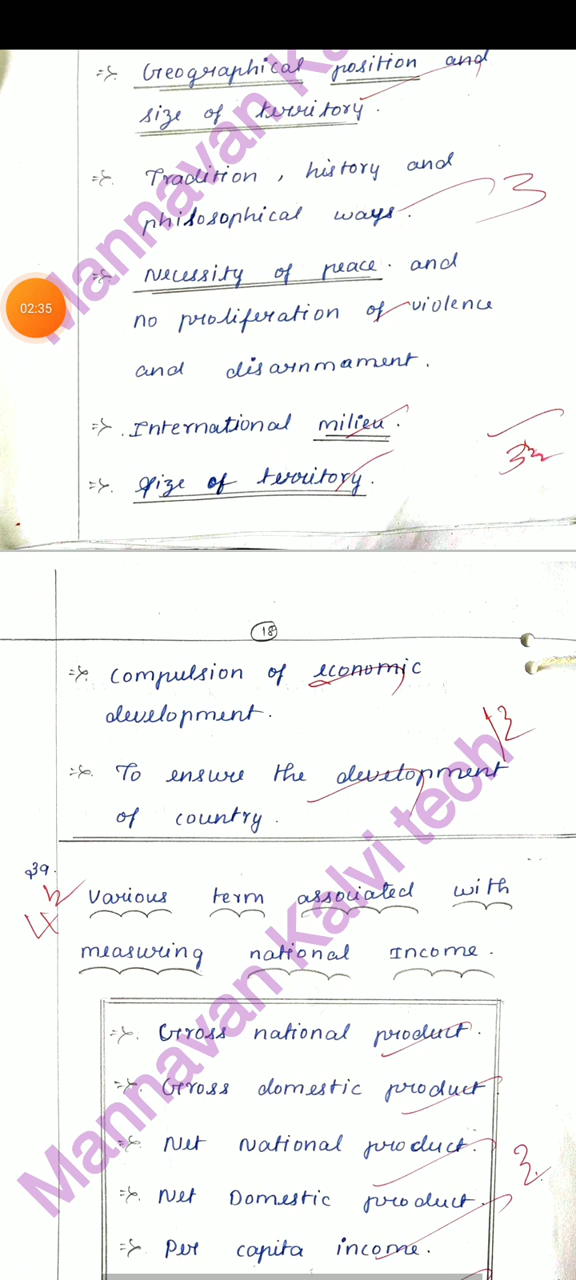 ⇒ Geographical position and
size of territory.
⇒ Tradition, history and
philosophical ways.
3
⇒ Necessity of peace. and
02:35
no proliferation of violence
and disarnmament.
⇒ International milieu.
⇒ Size of territory.
18
⇒ Compulsion of economic
development.
⇒ To ensure the development
of country.
39.
Various term associated with
measuring national Income.
⇒ Gross national product.
⇒ Gross domestic product
⇒ Net National product.
⇒ Net Domestic product.
⇒ Per capita income.
Mannavan Kalvi tech
Mannavan Kalvi tech